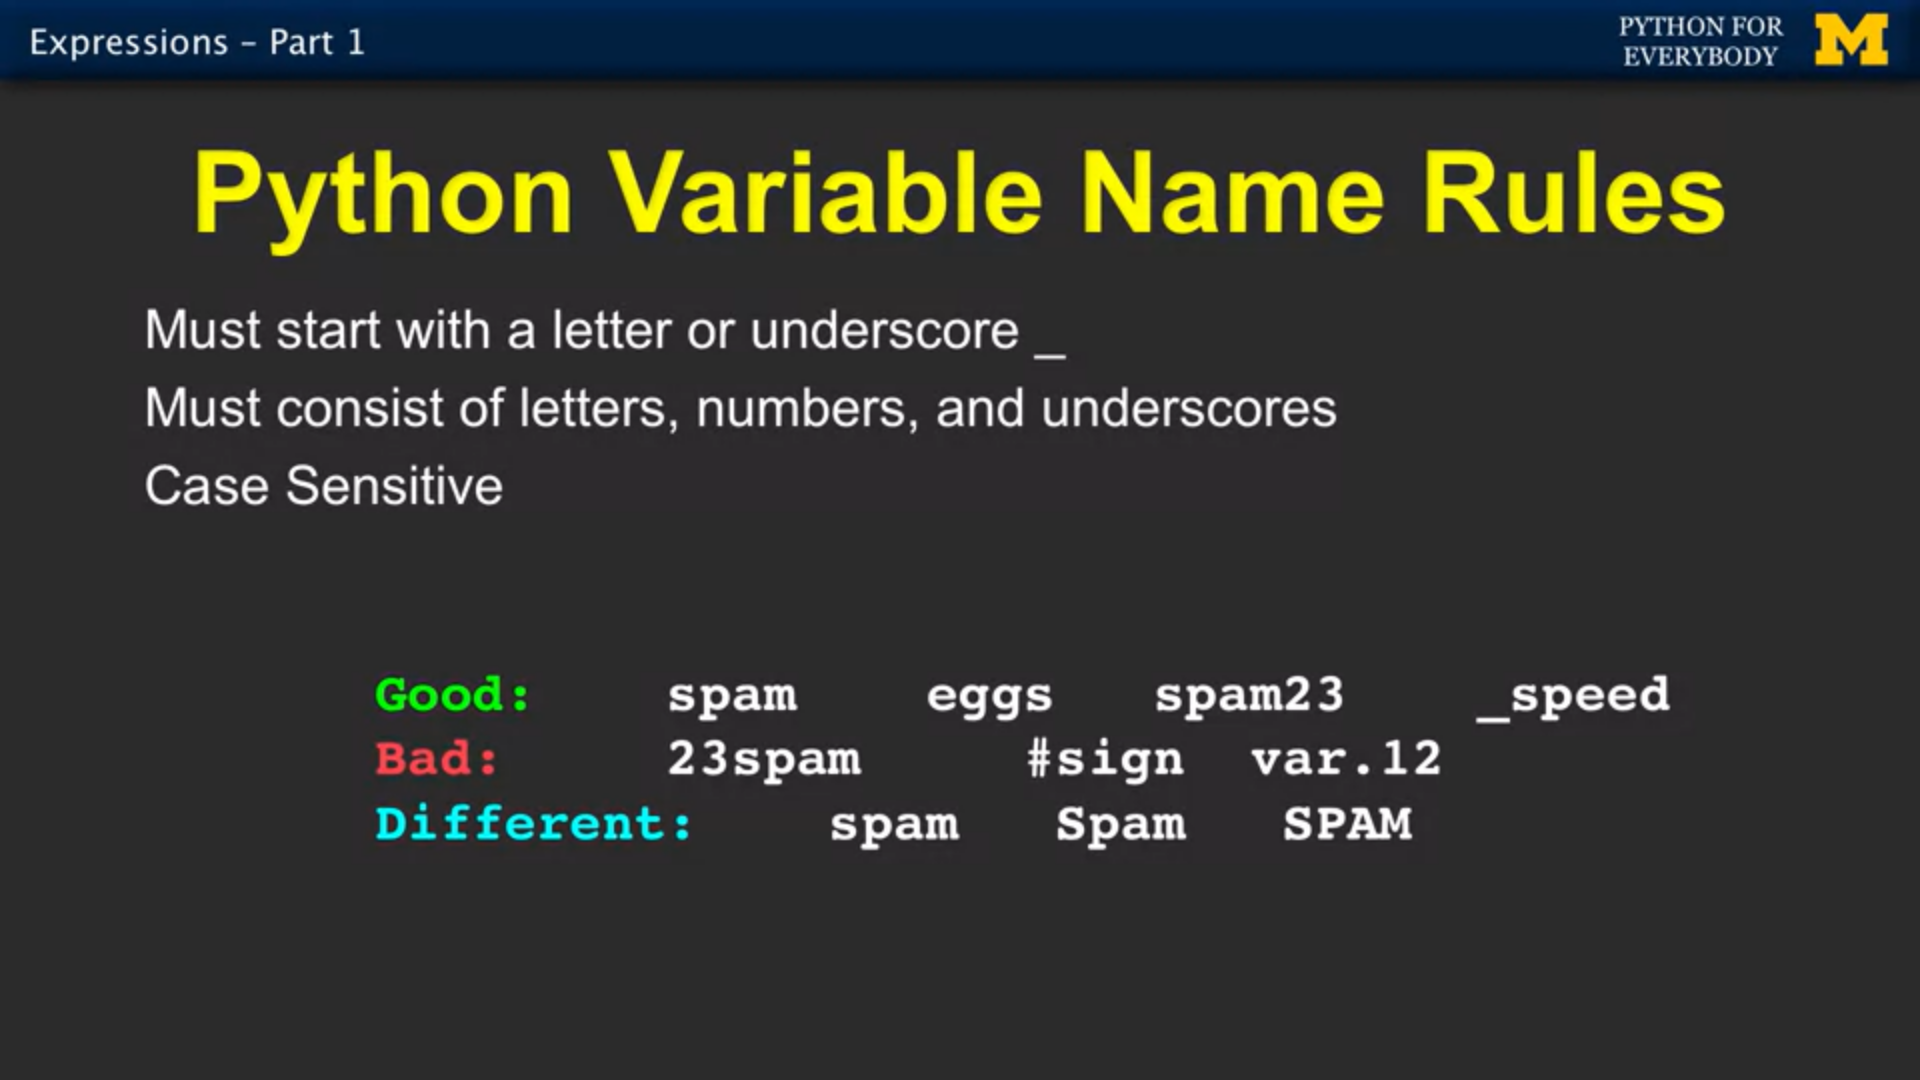 Expressions – Part 1
PYTHON FOR
EVERYBODY
M
Python Variable Name Rules
Must start with a letter or underscore _
Must consist of letters, numbers, and underscores
Case Sensitive
Good: spam eggs spam23 _speed
Bad: 23spam #sign var.12
Different: spam Spam SPAM